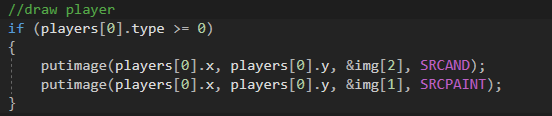 //draw player
if (players[0].type >= 0)
{
putimage(players[0].x, players[0].y, &img[2], SRCAND);
putimage(players[0].x, players[0].y, &img[1], SRCPAINT);
}